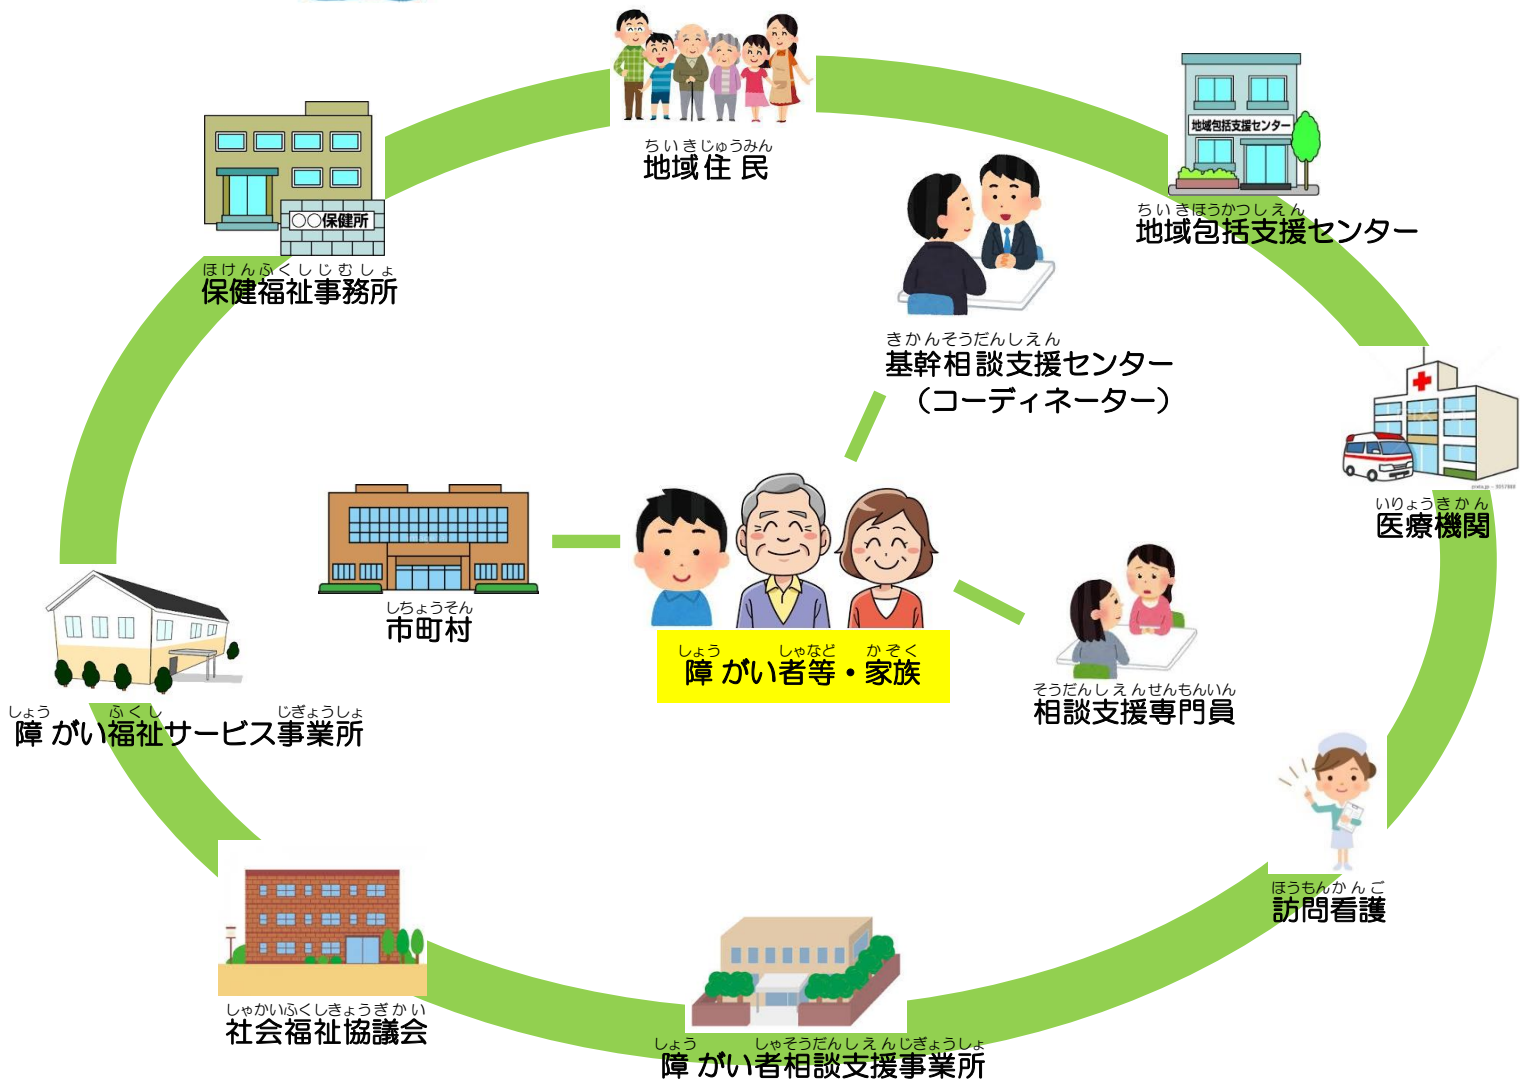 ちいきじゅうみん
地域住民
地域包括支援センター
ちいきほうかつしえん
地域包括支援センター
〇〇保健所
ほけんふくしじむしょ
保健福祉事務所
きかんそうだんしえん
基幹相談支援センター
（コーディネーター）
いりょうきかん
医療機関
しちょうそん
市町村
しょう しゃなど かぞく
障がい者等・家族
そうだんしえんせんもんいん
相談支援専門員
しょう ふくし じぎょうしょ
障がい福祉サービス事業所
ほうもんかんご
訪問看護
しゃかいふくしきょうぎかい
社会福祉協議会
しょう しゃそうだんしえんじぎょうしょ
障がい者相談支援事業所